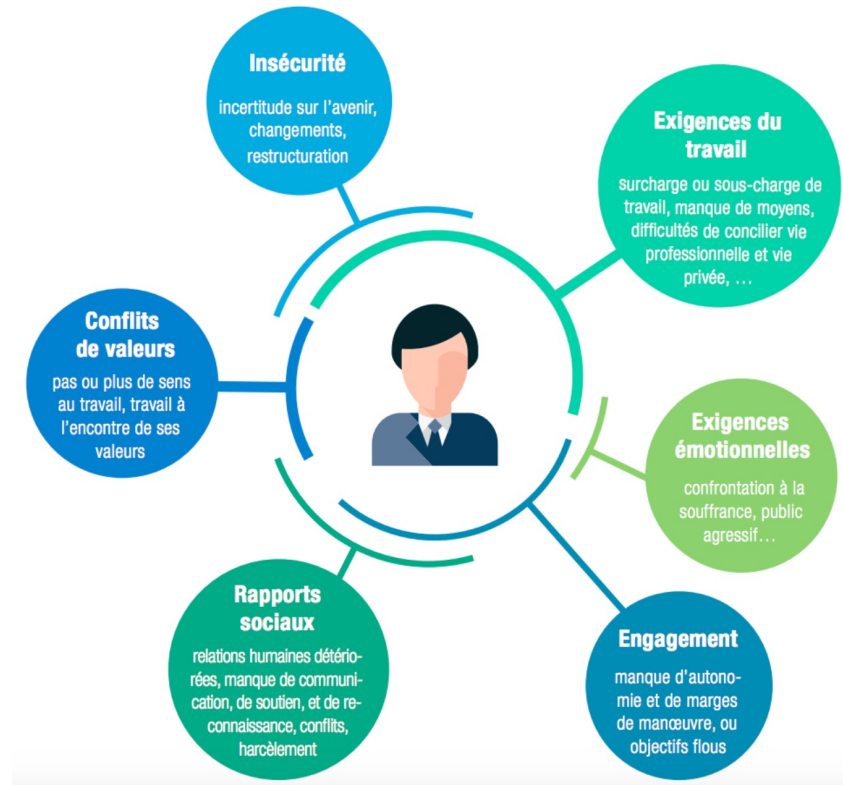 Insécurité
incertitude sur l'avenir,
changements,
restructuration
Exigences du
travail
surcharge ou sous-charge de
travail, manque de moyens,
difficultés de concilier vie
professionnelle et vie
privée, …
Conflits
de valeurs
pas ou plus de sens
au travail, travail à
l'encontre de ses
valeurs
Exigences
émotionnelles
confrontation à la
souffrance, public
agressif…
Rapports
sociaux
relations humaines détério-
rées, manque de communi-
cation, de soutien, et de re-
connaissance, conflits,
harcèlement
Engagement
manque d'autono-
mie et de marges
de manœuvre, ou
objectifs flous